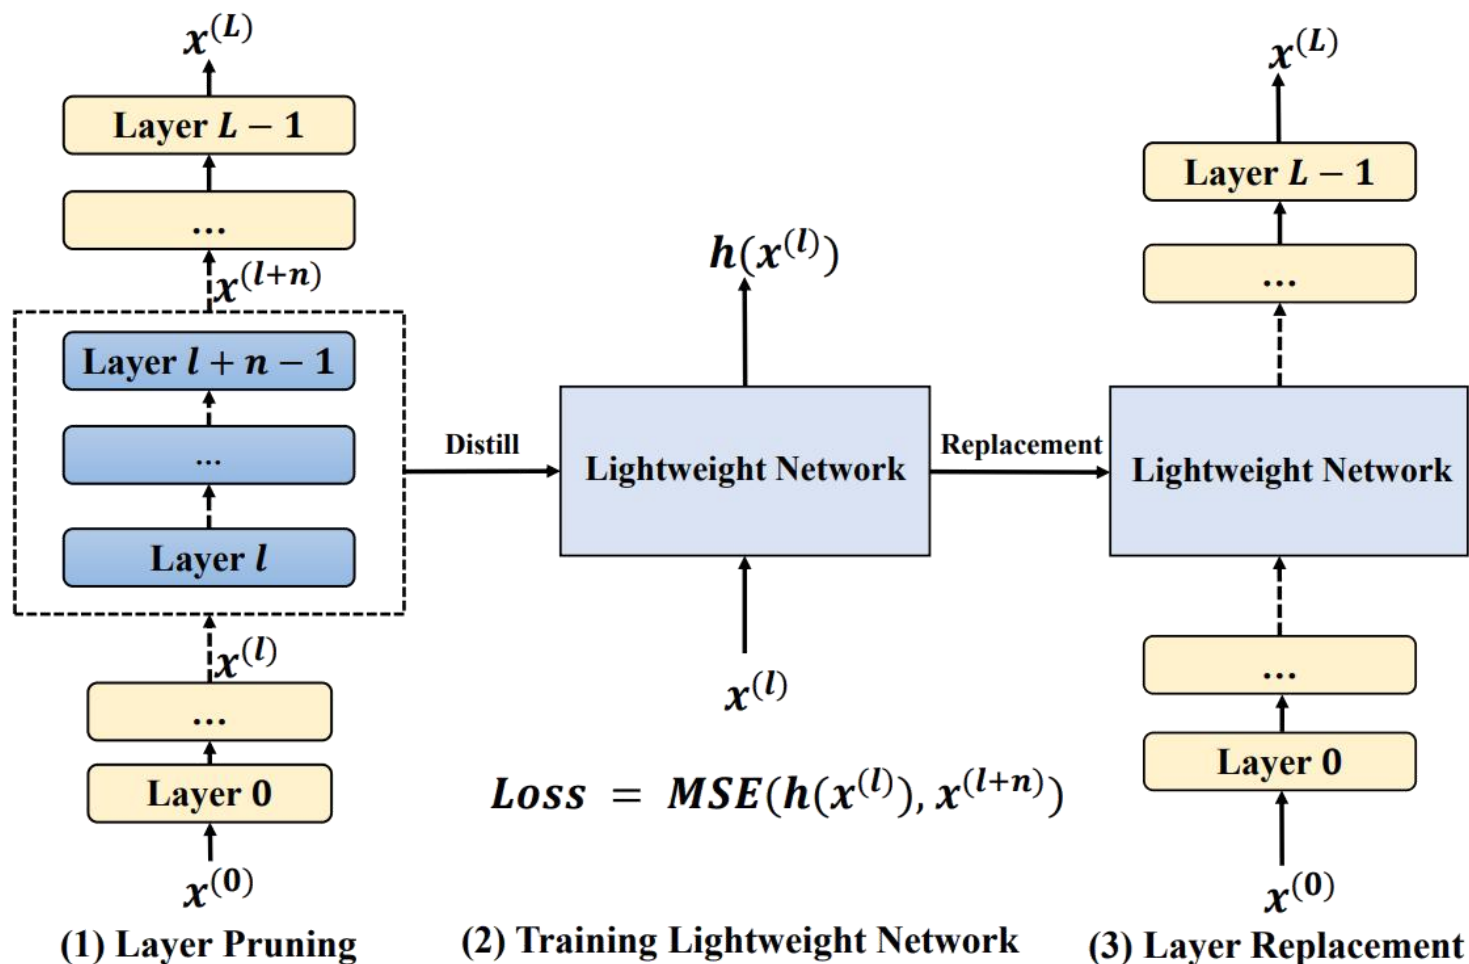 x^(L)
Layer L − 1
...
x^(l+n)
Layer l + n − 1
...
Layer l
x^(l)
...
Layer 0
x^(0)
(1) Layer Pruning
Distill
h(x^(l))
Lightweight Network
x^(l)
Loss = MSE(h(x^(l)), x^(l+n))
(2) Training Lightweight Network
Replacement
x^(L)
Layer L − 1
...
Lightweight Network
...
Layer 0
x^(0)
(3) Layer Replacement